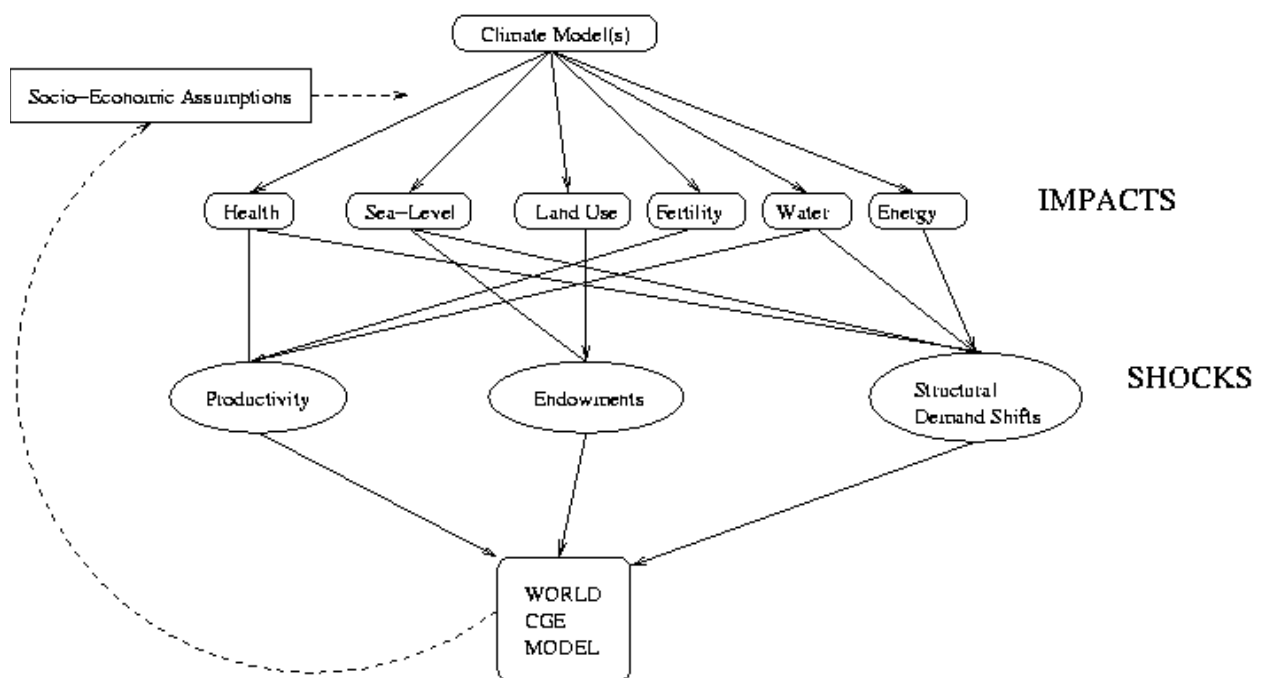 Climate Model(s)
Socio-Economic Assumptions
Health
Sea-Level
Land Use
Fertility
Water
Energy
IMPACTS
Productivity
Endowments
Structural
Demand Shifts
SHOCKS
WORLD
CGE
MODEL